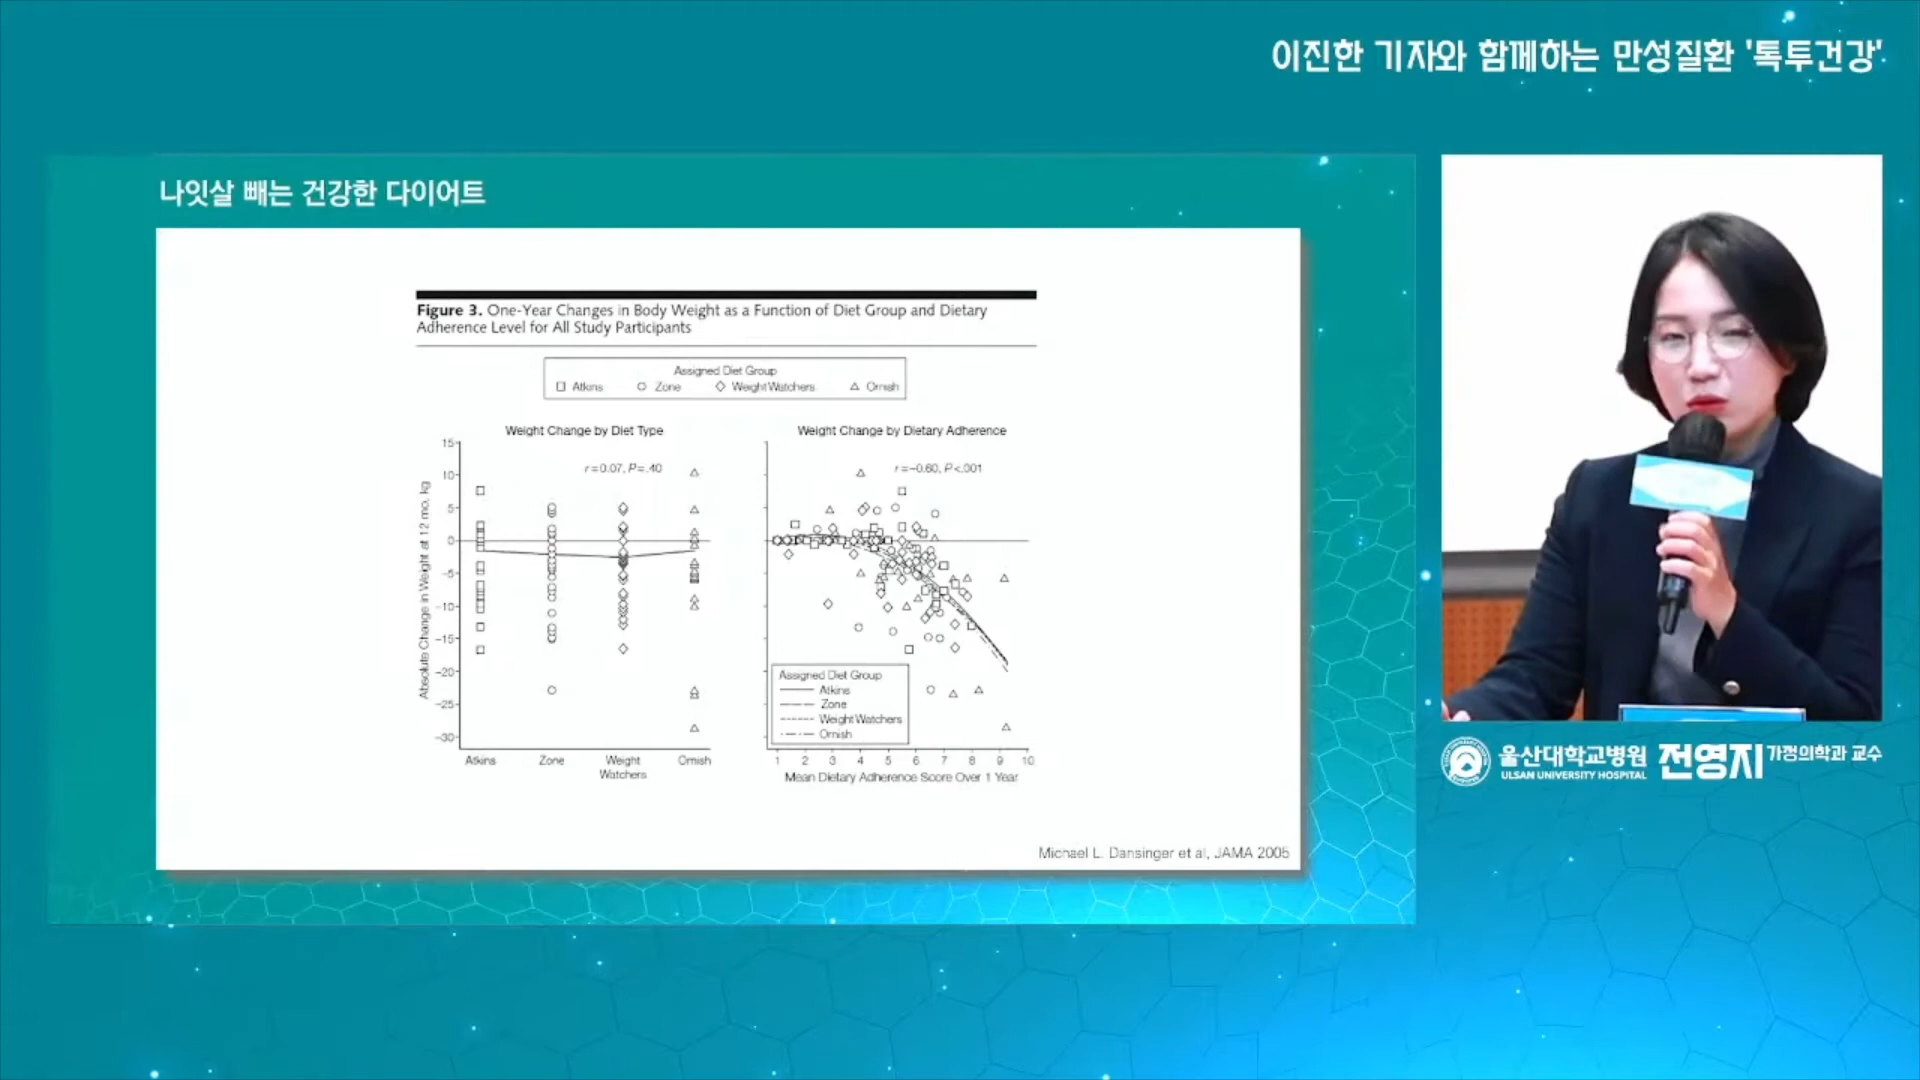 이진한 기자와 함께하는 만성질환 '톡투건강'
나잇살 빼는 건강한 다이어트
Figure 3. One-Year Changes in Body Weight as a Function of Diet Group and Dietary
Adherence Level for All Study Participants
Assigned Diet Group
Atkins Zone Weight Watchers Ornish
Weight Change by Diet Type
r=0.07, P=.40
Absolute Change in Weight at 12 mo, kg
15
10
5
0
-5
-10
-15
-20
-25
-30
Atkins Zone Weight Ornish
Watchers
Weight Change by Dietary Adherence
r=-0.60, P<.001
Assigned Diet Group
Atkins
Zone
Weight Watchers
Ornish
1 2 3 4 5 6 7 8 9 10
Mean Dietary Adherence Score Over 1 Year
Michael L. Dansinger et al, JAMA 2005
울산대학교병원 전영지 가정의학과 교수
ULSAN UNIVERSITY HOSPITAL